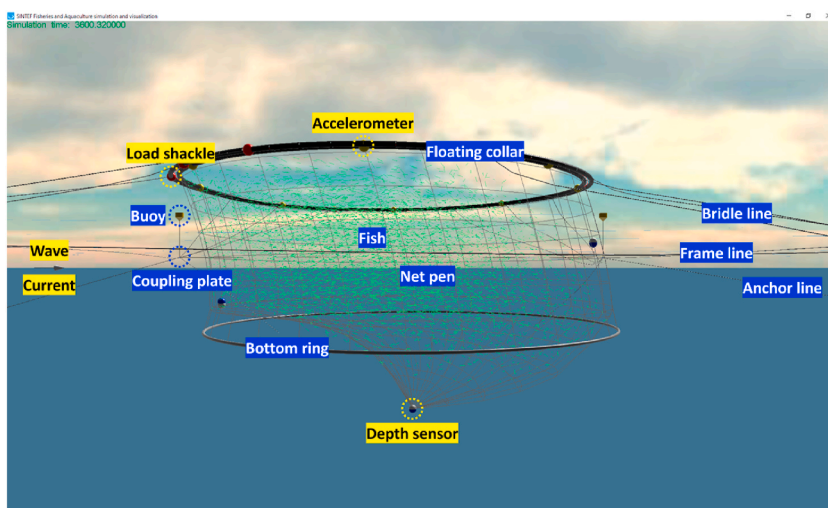 SINTEF Fisheries and Aquaculture simulation and visualization
Simulation time: 3600.320000
Accelerometer
Load shackle
Floating collar
Buoy
Bridle line
Fish
Wave
Frame line
Current
Coupling plate
Net pen
Anchor line
Bottom ring
Depth sensor